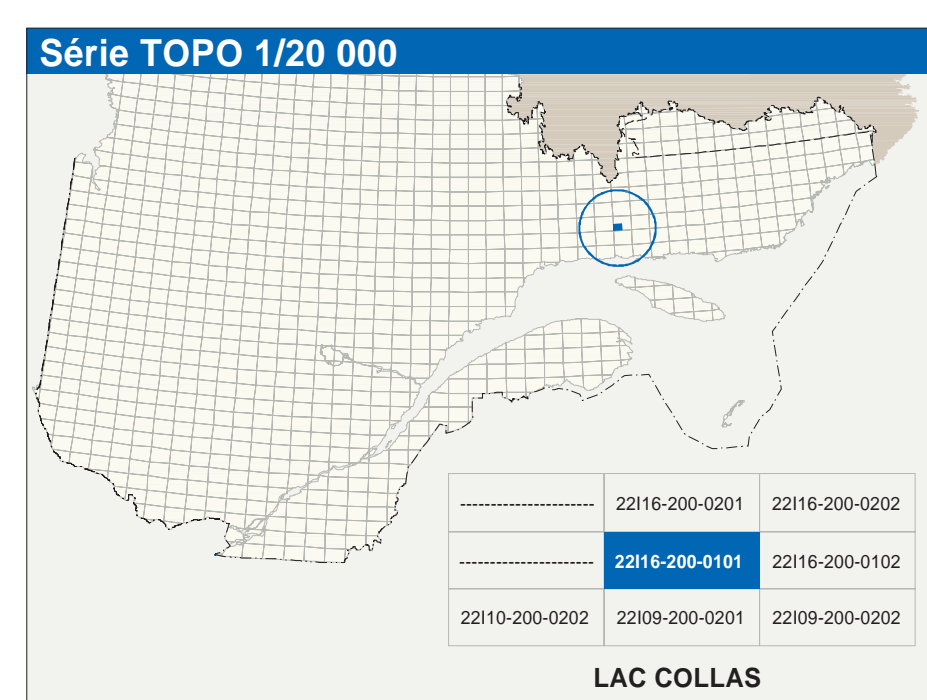 Série TOPO 1/20 000
---------------------- 22I16-200-0201 22I16-200-0202
---------------------- 22I16-200-0101 22I16-200-0102
22I10-200-0202 22I09-200-0201 22I09-200-0202
LAC COLLAS